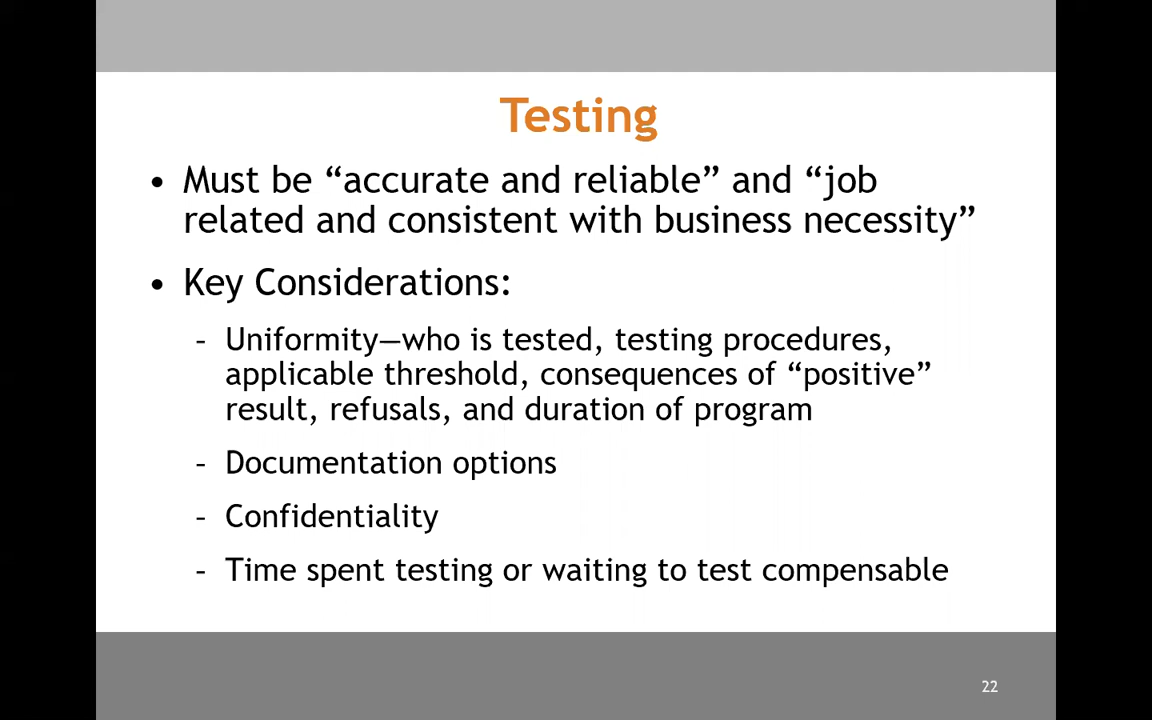 Testing
• Must be “accurate and reliable” and “job
related and consistent with business necessity”
• Key Considerations:
– Uniformity—who is tested, testing procedures,
applicable threshold, consequences of “positive”
result, refusals, and duration of program
– Documentation options
– Confidentiality
– Time spent testing or waiting to test compensable
22